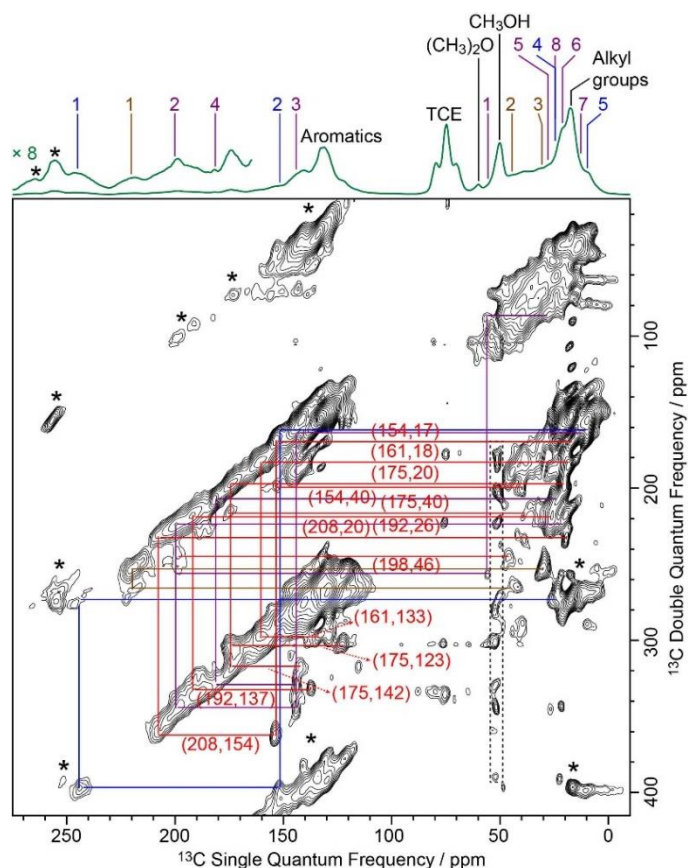 CH₃OH
(CH₃)₂O
5 4 8 6
Alkyl
groups
1 1 2 4 2 3
TCE
1 2 3 7 5
Aromatics
× 8 * *
*
*
*
*
100
(154,17)
(161,18)
(175,20)
200
(154,40) (175,40)
(208,20) (192,26)
(198,46)
* *
(161,133)
300
(175,123)
(175,142)
(192,137)
(208,154)
* * *
400
250 200 150 100 50 0
¹³C Single Quantum Frequency / ppm
¹³C Double Quantum Frequency / ppm